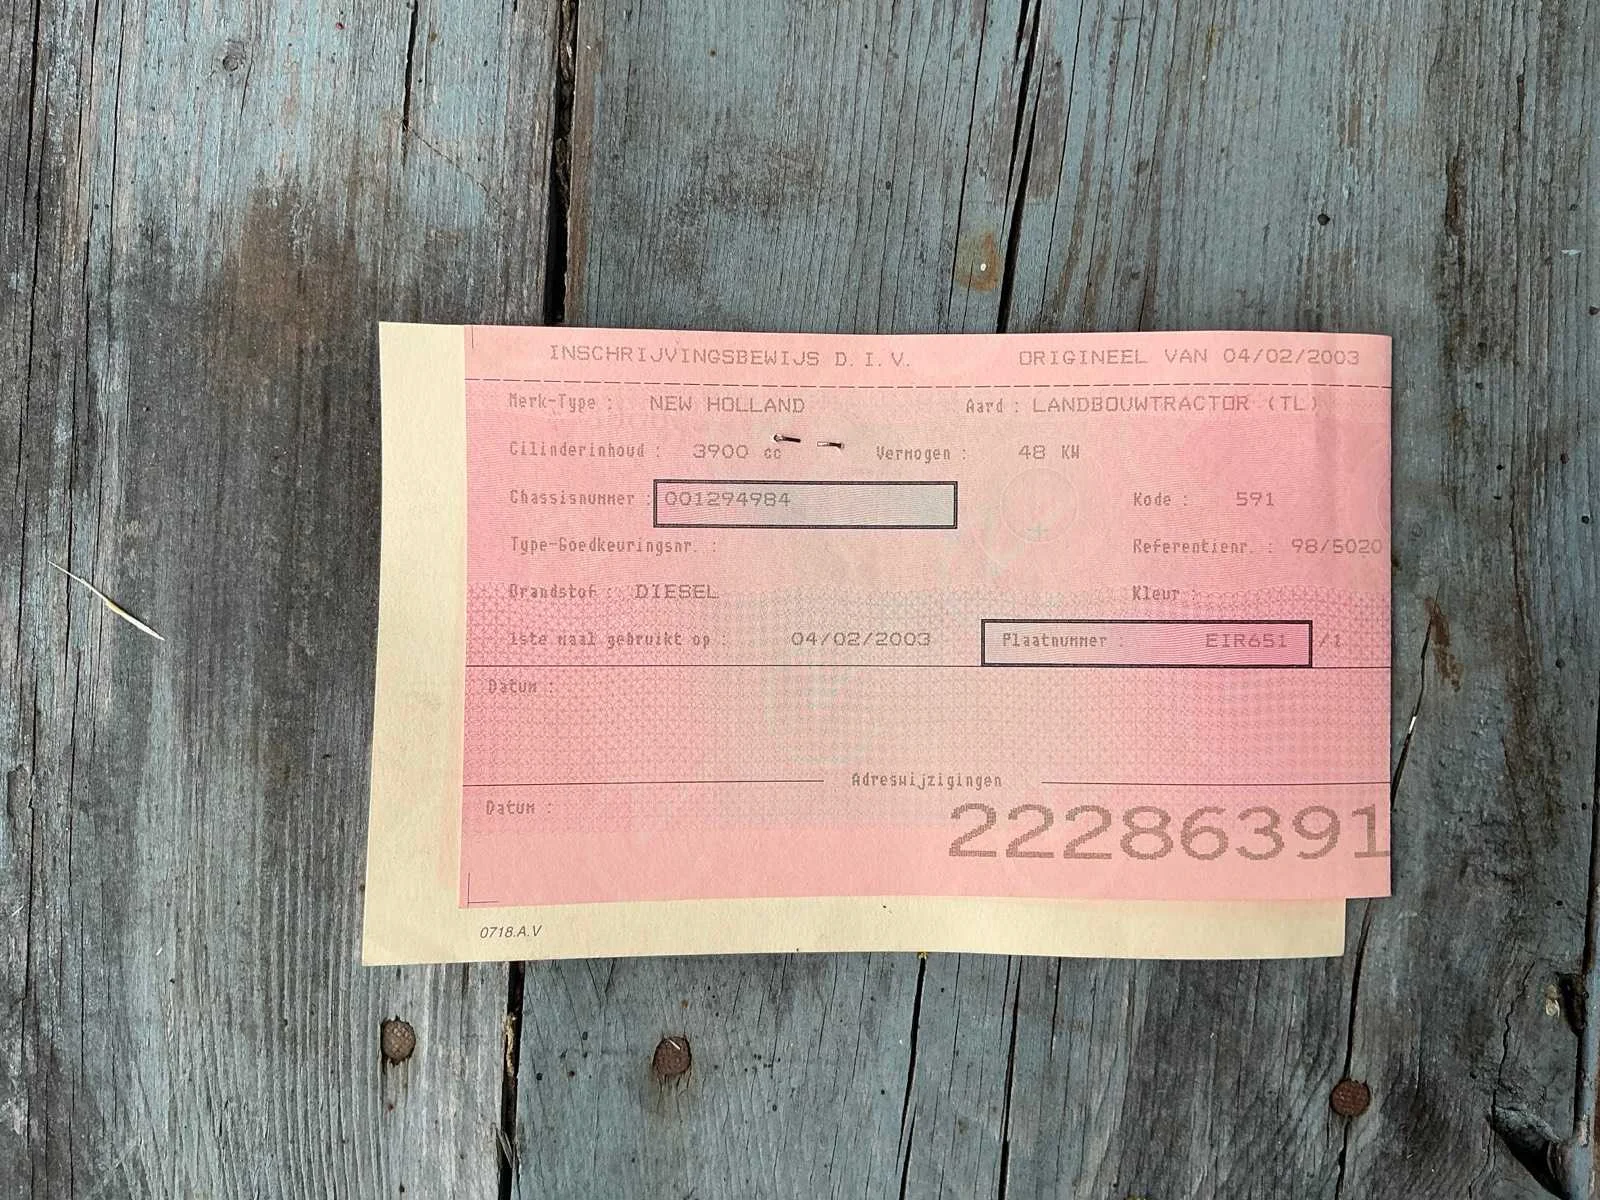 INSCHRIJVINGSBEWIJS D.I.V. ORIGINEEL VAN 04/02/2003
Merk-Type : NEW HOLLAND Aard : LANDBOUWTRACTOR (TL)
Cilinderinhoud : 3900 cc Vermogen : 48 KW
Chassisnummer : 001294984 Kode : 591
Type-Goedkeuringsnr. : Referentienr. : 98/5020
Brandstof : DIESEL Kleur :
1ste maal gebruikt op : 04/02/2003 Plaatnummer : EIR651 /1
Datum :
Adreswijzigingen
Datum :
22286391
0718.A.V